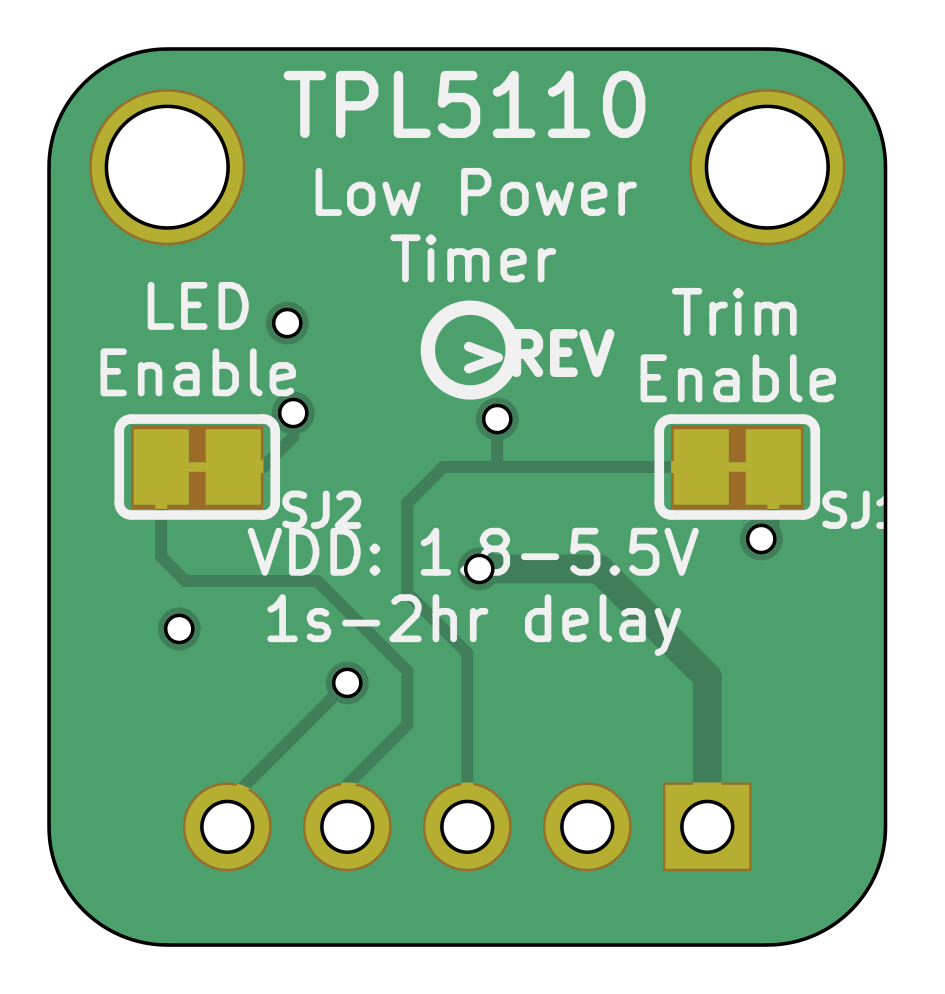 TPL5110
Low Power
Timer
LED
Enable
Trim
Enable
>REV
SJ2
SJ1
VDD: 1.8-5.5V
1s-2hr delay